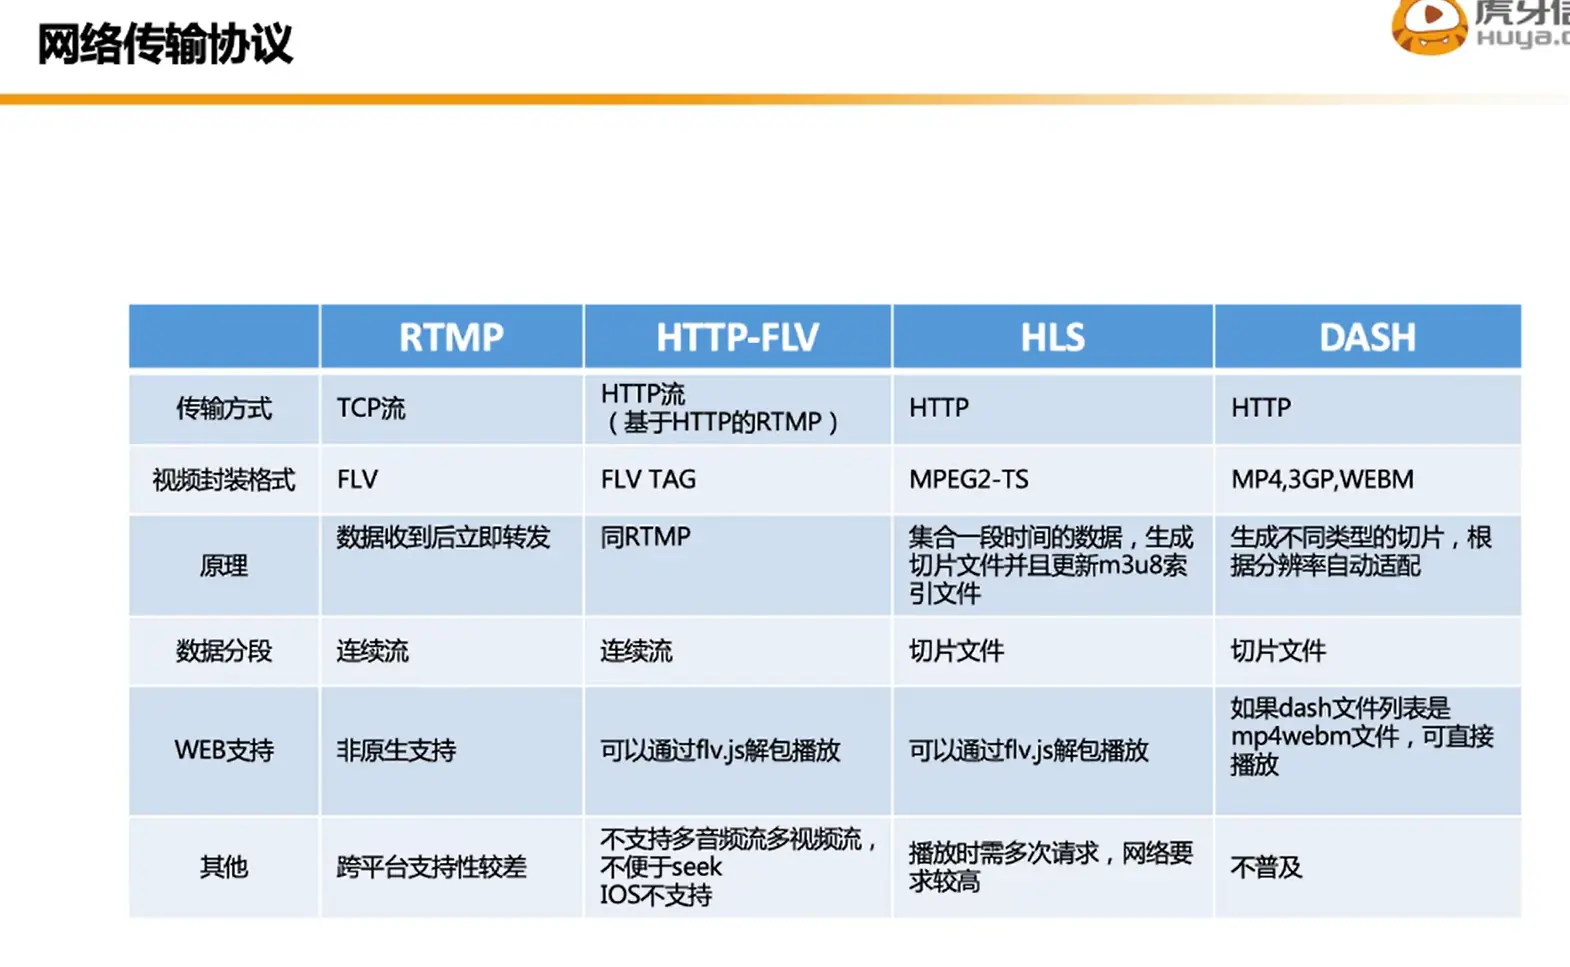 网络传输协议
虎牙
HUYA.
RTMP
HTTP-FLV
HLS
DASH
传输方式
TCP流
HTTP流
（基于HTTP的RTMP）
HTTP
HTTP
视频封装格式
FLV
FLV TAG
MPEG2-TS
MP4,3GP,WEBM
原理
数据收到后立即转发
同RTMP
集合一段时间的数据，生成
切片文件并且更新m3u8索
引文件
生成不同类型的切片，根
据分辨率自动适配
数据分段
连续流
连续流
切片文件
切片文件
WEB支持
非原生支持
可以通过flv.js解包播放
可以通过flv.js解包播放
如果dash文件列表是
mp4webm文件，可直接
播放
其他
跨平台支持性较差
不支持多音频流多视频流，
不便于seek
IOS不支持
播放时需多次请求，网络要
求较高
不普及